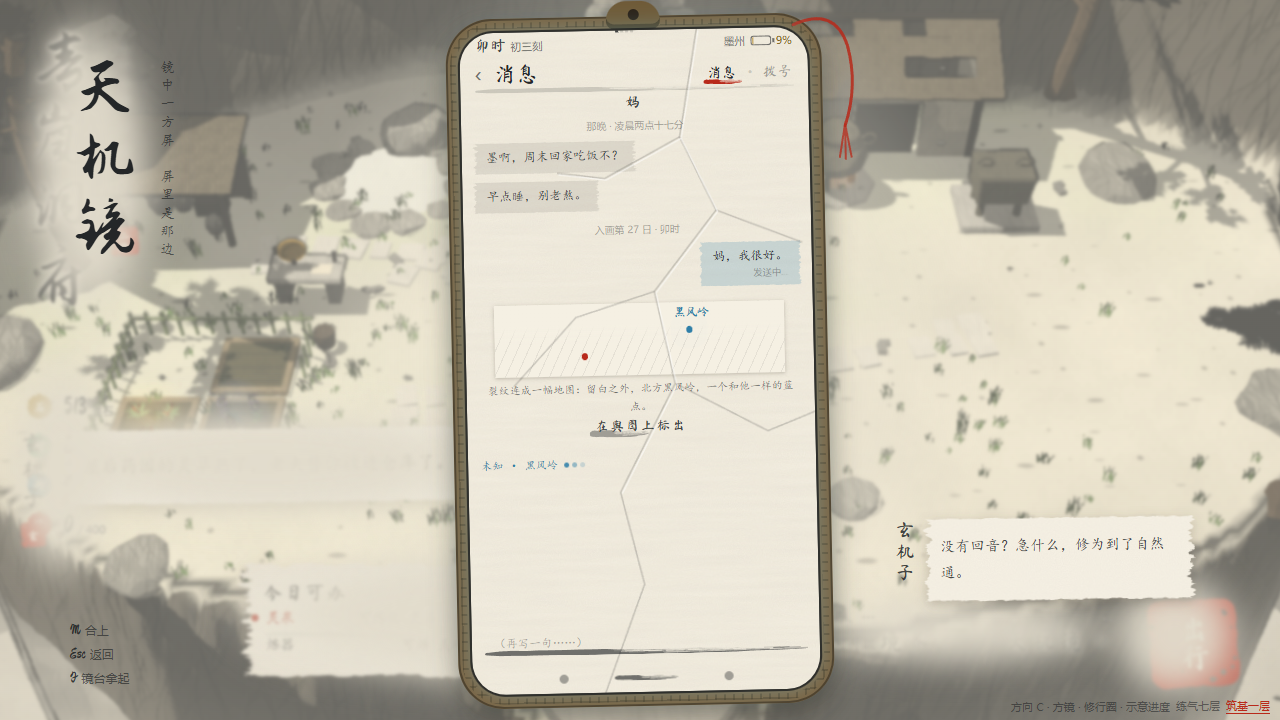 天机镜
镜中一方屏 屏里是那边
卯时 初三刻
墨州 9%
‹ 消息
消息 · 拨号
妈
那晚 · 凌晨两点十七分
墨啊，周末回家吃饭不？
早点睡，别老熬。
入画第 27 日 · 卯时
妈，我很好。
发送中
黑风岭
裂纹连成一幅地图：留白之外，北方黑风岭，一个和他一样的蓝点。
在舆图上标出
未知 · 黑风岭
（再写一句……）
玄机子
没有回音？急什么，修为到了自然
通。
今日可
M 合上
Esc 返回
镜台拿起
方向 C · 方镜 · 修行面 · 示意进度 练气七层 筑基一层